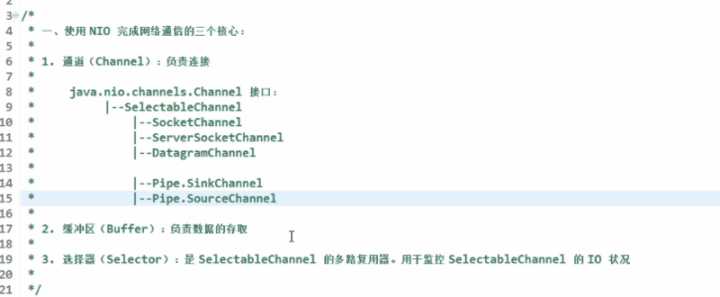 2
3 /*
4 * 一、使用 NIO 完成网络通信的三个核心：
5 *
6 * 1. 通道（Channel）：负责连接
7 *
8 * java.nio.channels.Channel 接口：
9 * |--SelectableChannel
10 * |--SocketChannel
11 * |--ServerSocketChannel
12 * |--DatagramChannel
13 *
14 * |--Pipe.SinkChannel
15 * |--Pipe.SourceChannel
16 *
17 * 2. 缓冲区（Buffer）：负责数据的存取
18 *
19 * 3. 选择器（Selector）：是 SelectableChannel 的多路复用器。用于监控 SelectableChannel 的 IO 状况
20 *
21 */